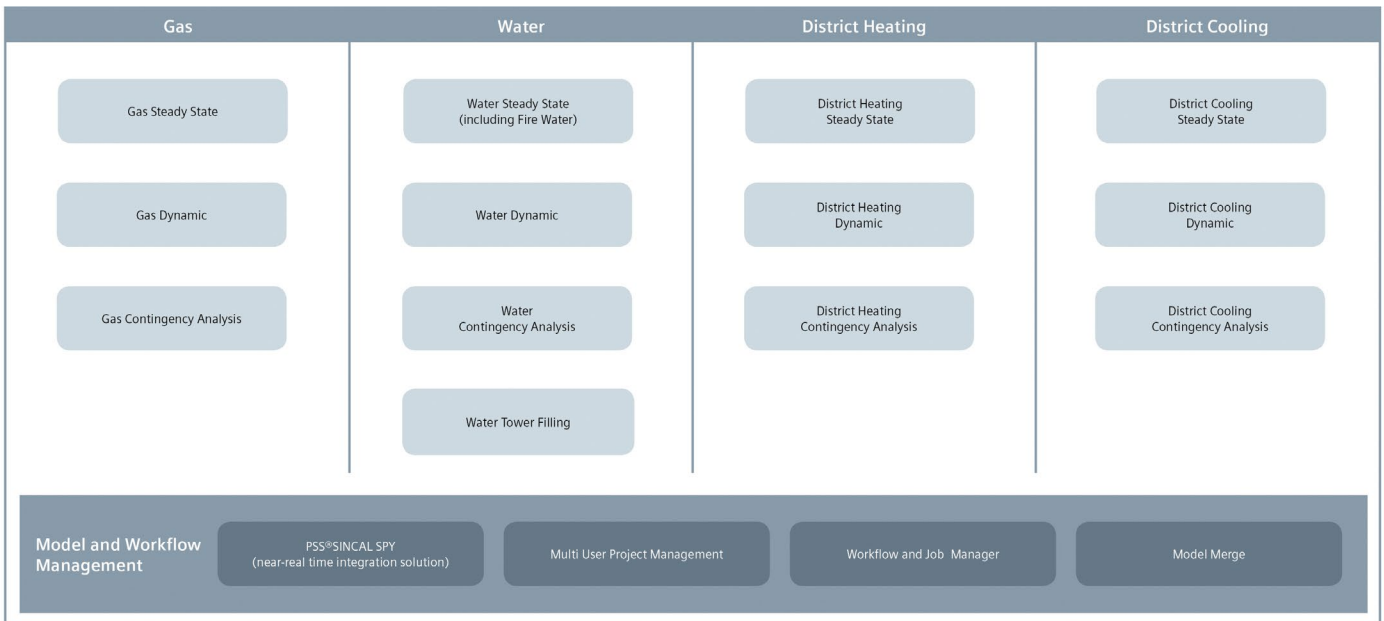 Gas
Water
District Heating
District Cooling
Gas Steady State
Water Steady State
(including Fire Water)
District Heating
Steady State
District Cooling
Steady State
Gas Dynamic
Water Dynamic
District Heating
Dynamic
District Cooling
Dynamic
Gas Contingency Analysis
Water
Contingency Analysis
District Heating
Contingency Analysis
District Cooling
Contingency Analysis
Water Tower Filling
Model and Workflow
Management
PSS®SINCAL SPY
(near-real time integration solution)
Multi User Project Management
Workflow and Job Manager
Model Merge